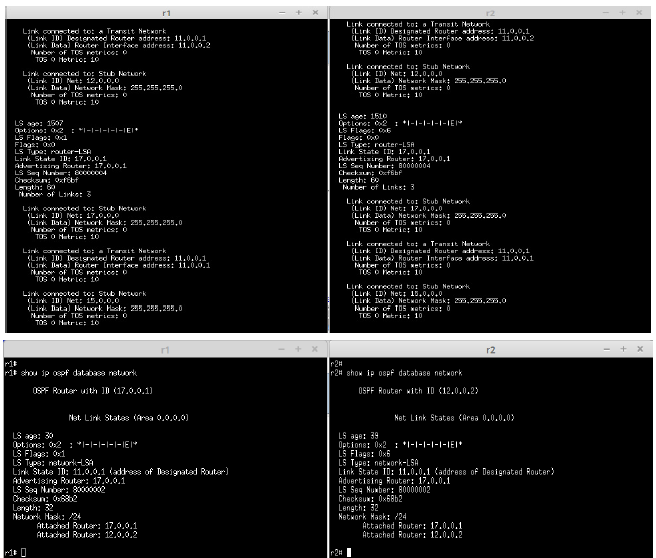 r1
Link connected to: a Transit Network
(Link ID) Designated Router address: 11.0.0.1
(Link Data) Router Interface address: 11.0.0.2
Number of TOS metrics: 0
TOS 0 Metric: 10
Link connected to: Stub Network
(Link ID) Net: 12.0.0.0
(Link Data) Network Mask: 255.255.255.0
Number of TOS metrics: 0
TOS 0 Metric: 10
LS age: 1507
Options: 0x2  : *|-|-|-|-|-|E|*
LS Flags: 0x1
Flags: 0x0
LS Type: router-LSA
Link State ID: 17.0.0.1
Advertising Router: 17.0.0.1
LS Seq Number: 80000004
Checksum: 0xf6bf
Length: 60
Number of Links: 3
Link connected to: Stub Network
(Link ID) Net: 17.0.0.0
(Link Data) Network Mask: 255.255.255.0
Number of TOS metrics: 0
TOS 0 Metric: 10
Link connected to: a Transit Network
(Link ID) Designated Router address: 11.0.0.1
(Link Data) Router Interface address: 11.0.0.1
Number of TOS metrics: 0
TOS 0 Metric: 10
Link connected to: Stub Network
(Link ID) Net: 15.0.0.0
(Link Data) Network Mask: 255.255.255.0
Number of TOS metrics: 0
TOS 0 Metric: 10
r2
Link connected to: a Transit Network
(Link ID) Designated Router address: 11.0.0.1
(Link Data) Router Interface address: 11.0.0.2
Number of TOS metrics: 0
TOS 0 Metric: 10
Link connected to: Stub Network
(Link ID) Net: 12.0.0.0
(Link Data) Network Mask: 255.255.255.0
Number of TOS metrics: 0
TOS 0 Metric: 10
LS age: 1510
Options: 0x2  : *|-|-|-|-|-|E|*
LS Flags: 0x6
Flags: 0x0
LS Type: router-LSA
Link State ID: 17.0.0.1
Advertising Router: 17.0.0.1
LS Seq Number: 80000004
Checksum: 0xf6bf
Length: 60
Number of Links: 3
Link connected to: Stub Network
(Link ID) Net: 17.0.0.0
(Link Data) Network Mask: 255.255.255.0
Number of TOS metrics: 0
TOS 0 Metric: 10
Link connected to: a Transit Network
(Link ID) Designated Router address: 11.0.0.1
(Link Data) Router Interface address: 11.0.0.1
Number of TOS metrics: 0
TOS 0 Metric: 10
Link connected to: Stub Network
(Link ID) Net: 15.0.0.0
(Link Data) Network Mask: 255.255.255.0
Number of TOS metrics: 0
TOS 0 Metric: 10
r1
r1#
r1# show ip ospf database network
OSPF Router with ID (17.0.0.1)
Net Link States (Area 0.0.0.0)
LS age: 30
Options: 0x2  : *|-|-|-|-|-|E|*
LS Flags: 0x1
LS Type: network-LSA
Link State ID: 11.0.0.1 (address of Designated Router)
Advertising Router: 17.0.0.1
LS Seq Number: 80000002
Checksum: 0x68b2
Length: 32
Network Mask: /24
Attached Router: 17.0.0.1
Attached Router: 12.0.0.2
r1#
r2
r2#
r2# show ip ospf database network
OSPF Router with ID (12.0.0.2)
Net Link States (Area 0.0.0.0)
LS age: 39
Options: 0x2  : *|-|-|-|-|-|E|*
LS Flags: 0x6
LS Type: network-LSA
Link State ID: 11.0.0.1 (address of Designated Router)
Advertising Router: 17.0.0.1
LS Seq Number: 80000002
Checksum: 0x68b2
Length: 32
Network Mask: /24
Attached Router: 17.0.0.1
Attached Router: 12.0.0.2
r2#